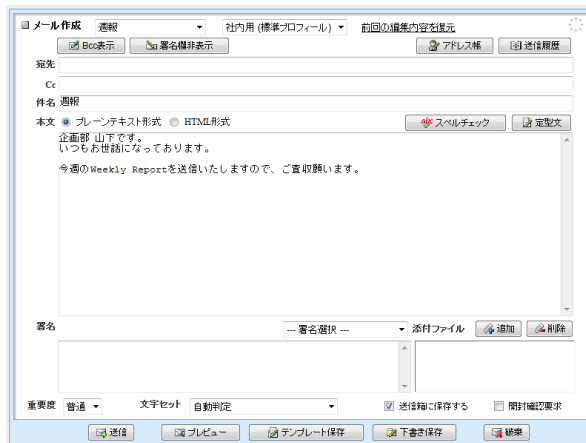 メール作成 週報 社内用 (標準プロフィール) 前回の編集内容を復元
Bcc表示 署名欄非表示 アドレス帳 送信履歴
宛先
Cc
件名 週報
本文 プレーンテキスト形式 HTML形式 abc スペルチェック 定型文
企画部 山下です。
いつもお世話になっております。
今週のWeekly Reportを送信いたしますので、ご査収願います。
署名 --- 署名選択 --- 添付ファイル 追加 削除
重要度 普通 文字セット 自動判定 送信箱に保存する 開封確認要求
送信 プレビュー テンプレート保存 下書き保存 破棄